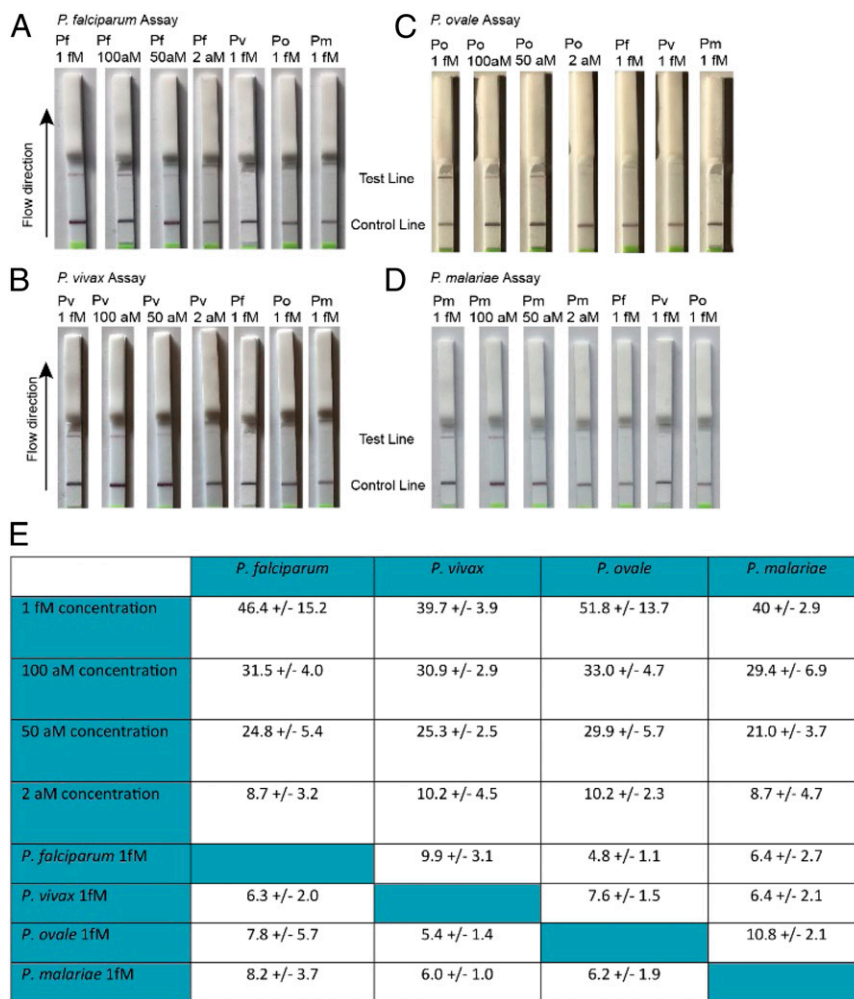 A
P. falciparum Assay
Pf Pf Pf Pf Pv Po Pm
1 fM 100aM 50aM 2 aM 1 fM 1 fM 1 fM
Flow direction
Test Line
Control Line
C
P. ovale Assay
Po Po Po Po Pf Pv Pm
1 fM 100aM 50 aM 2 aM 1 fM 1 fM 1 fM
B
P. vivax Assay
Pv Pv Pv Pv Pf Po Pm
1 fM 100 aM 50 aM 2 aM 1 fM 1 fM 1 fM
Flow direction
Test Line
Control Line
D
P. malariae Assay
Pm Pm Pm Pm Pf Pv Po
1 fM 100 aM 50 aM 2 aM 1 fM 1 fM 1 fM
E
P. falciparum P. vivax P. ovale P. malariae
1 fM concentration 46.4 +/- 15.2 39.7 +/- 3.9 51.8 +/- 13.7 40 +/- 2.9
100 aM concentration 31.5 +/- 4.0 30.9 +/- 2.9 33.0 +/- 4.7 29.4 +/- 6.9
50 aM concentration 24.8 +/- 5.4 25.3 +/- 2.5 29.9 +/- 5.7 21.0 +/- 3.7
2 aM concentration 8.7 +/- 3.2 10.2 +/- 4.5 10.2 +/- 2.3 8.7 +/- 4.7
P. falciparum 1fM 9.9 +/- 3.1 4.8 +/- 1.1 6.4 +/- 2.7
P. vivax 1fM 6.3 +/- 2.0 7.6 +/- 1.5 6.4 +/- 2.1
P. ovale 1fM 7.8 +/- 5.7 5.4 +/- 1.4 10.8 +/- 2.1
P. malariae 1fM 8.2 +/- 3.7 6.0 +/- 1.0 6.2 +/- 1.9